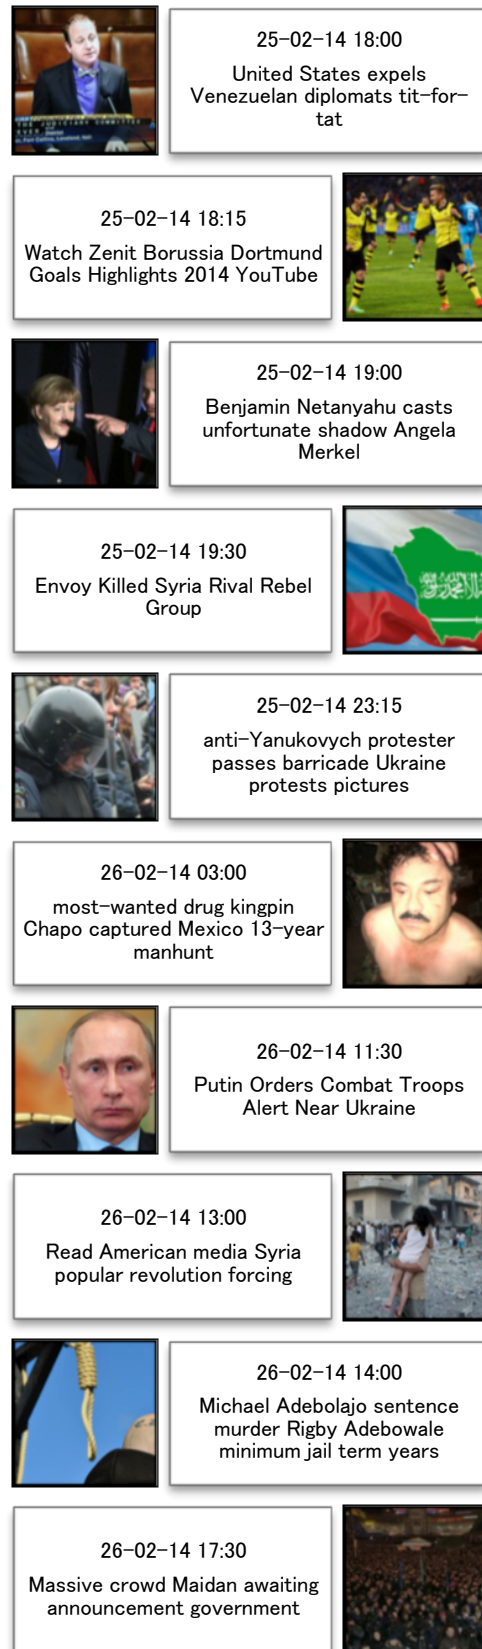 25-02-14 18:00
United States expels
Venezuelan diplomats tit-for-
tat
25-02-14 18:15
Watch Zenit Borussia Dortmund
Goals Highlights 2014 YouTube
25-02-14 19:00
Benjamin Netanyahu casts
unfortunate shadow Angela
Merkel
25-02-14 19:30
Envoy Killed Syria Rival Rebel
Group
25-02-14 23:15
anti-Yanukovych protester
passes barricade Ukraine
protests pictures
26-02-14 03:00
most-wanted drug kingpin
Chapo captured Mexico 13-year
manhunt
26-02-14 11:30
Putin Orders Combat Troops
Alert Near Ukraine
26-02-14 13:00
Read American media Syria
popular revolution forcing
26-02-14 14:00
Michael Adebolajo sentence
murder Rigby Adebowale
minimum jail term years
26-02-14 17:30
Massive crowd Maidan awaiting
announcement government